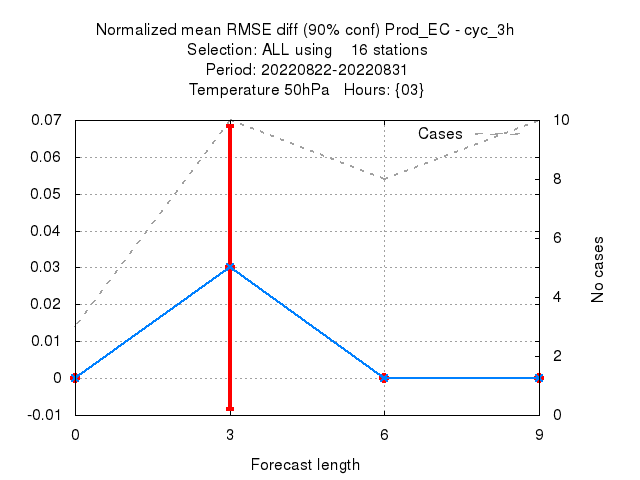 Normalized mean RMSE diff (90% conf) Prod_EC - cyc_3h
Selection: ALL using 16 stations
Period: 20220822-20220831
Temperature 50hPa Hours: {03}
0.07
0.06
0.05
0.04
0.03
0.02
0.01
0
-0.01
Cases
10
8
6
4
2
0
No cases
0 3 6 9
Forecast length